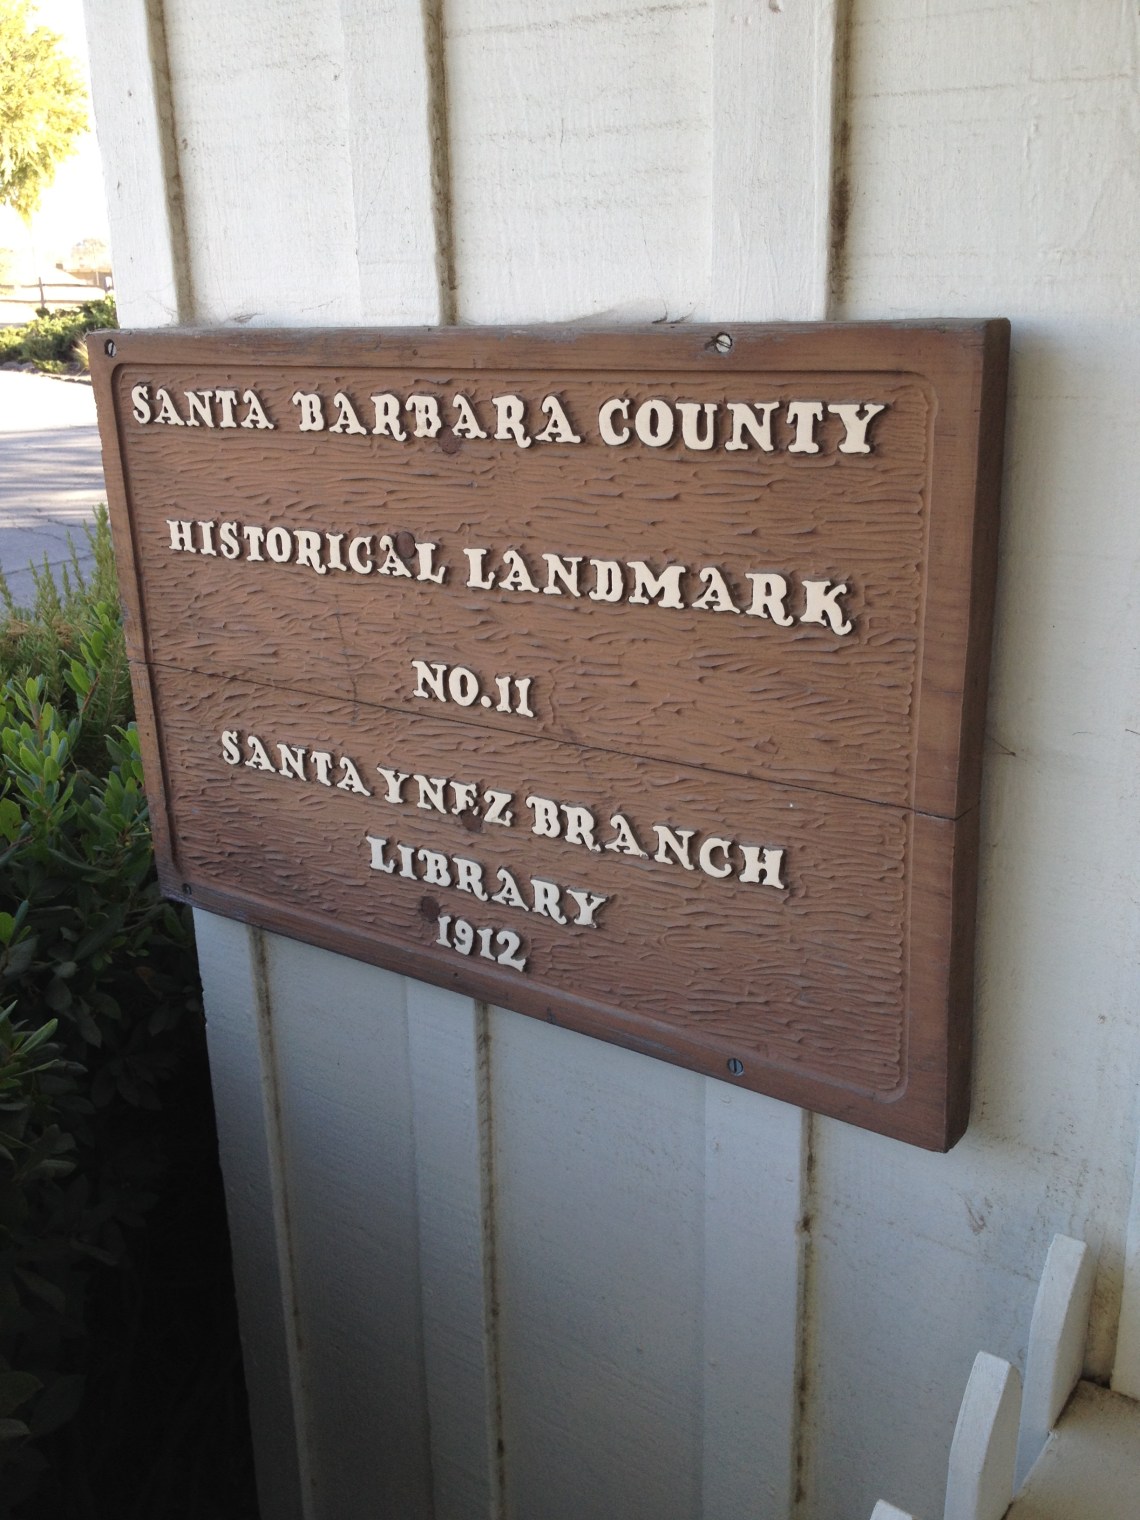 SANTA BARBARA COUNTY
HISTORICAL LANDMARK
NO.11
SANTA YNEZ BRANCH
LIBRARY
1912